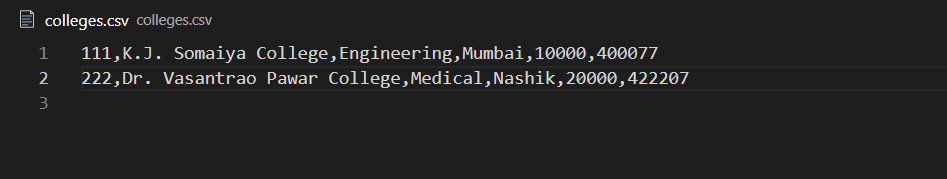 colleges.csv colleges.csv
1 111,K.J. Somaiya College,Engineering,Mumbai,10000,400077
2 222,Dr. Vasantrao Pawar College,Medical,Nashik,20000,422207
3